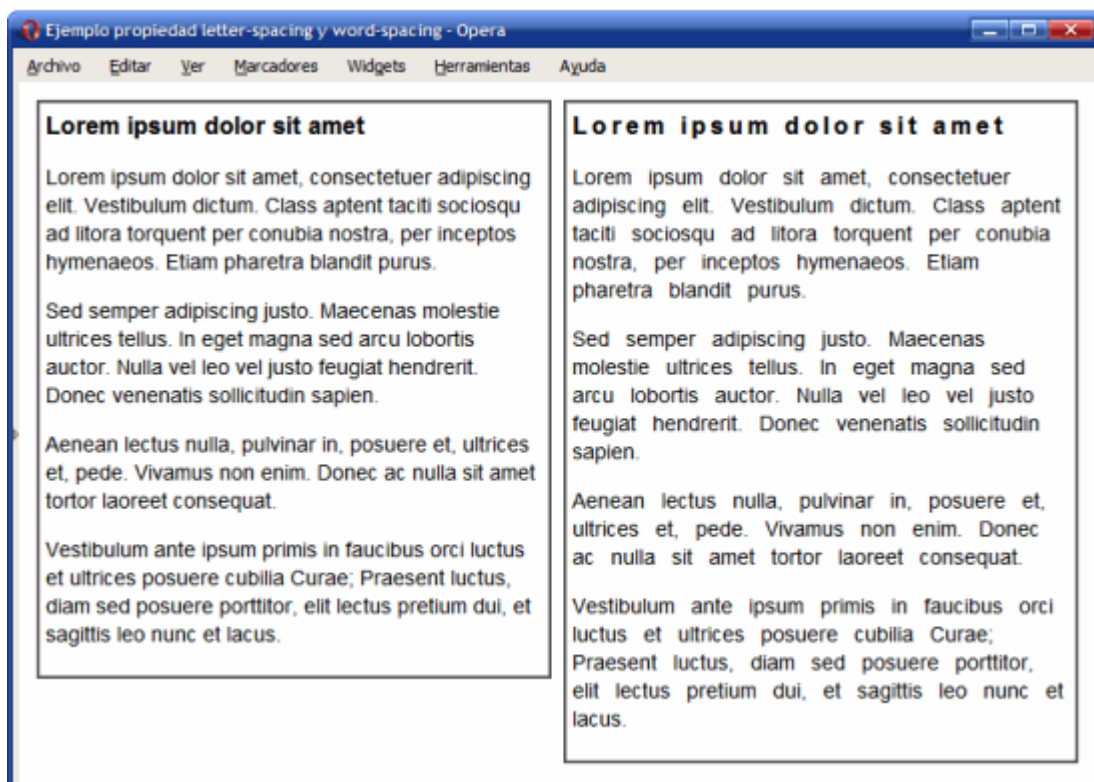 Ejemplo propiedad letter-spacing y word-spacing - Opera
Archivo Editar Ver Marcadores Widgets Herramientas Ayuda
Lorem ipsum dolor sit amet
Lorem ipsum dolor sit amet, consectetuer adipiscing
elit. Vestibulum dictum. Class aptent taciti sociosqu
ad litora torquent per conubia nostra, per inceptos
hymenaeos. Etiam pharetra blandit purus.
Sed semper adipiscing justo. Maecenas molestie
ultrices tellus. In eget magna sed arcu lobortis
auctor. Nulla vel leo vel justo feugiat hendrerit.
Donec venenatis sollicitudin sapien.
Aenean lectus nulla, pulvinar in, posuere et, ultrices
et, pede. Vivamus non enim. Donec ac nulla sit amet
tortor laoreet consequat.
Vestibulum ante ipsum primis in faucibus orci luctus
et ultrices posuere cubilia Curae; Praesent luctus,
diam sed posuere porttitor, elit lectus pretium dui, et
sagittis leo nunc et lacus.
Lorem ipsum dolor sit amet
Lorem ipsum dolor sit amet, consectetuer
adipiscing elit. Vestibulum dictum. Class aptent
taciti sociosqu ad litora torquent per conubia
nostra, per inceptos hymenaeos. Etiam
pharetra blandit purus.
Sed semper adipiscing justo. Maecenas
molestie ultrices tellus. In eget magna sed
arcu lobortis auctor. Nulla vel leo vel justo
feugiat hendrerit. Donec venenatis sollicitudin
sapien.
Aenean lectus nulla, pulvinar in, posuere et,
ultrices et, pede. Vivamus non enim. Donec
ac nulla sit amet tortor laoreet consequat.
Vestibulum ante ipsum primis in faucibus orci
luctus et ultrices posuere cubilia Curae;
Praesent luctus, diam sed posuere porttitor,
elit lectus pretium dui, et sagittis leo nunc et
lacus.